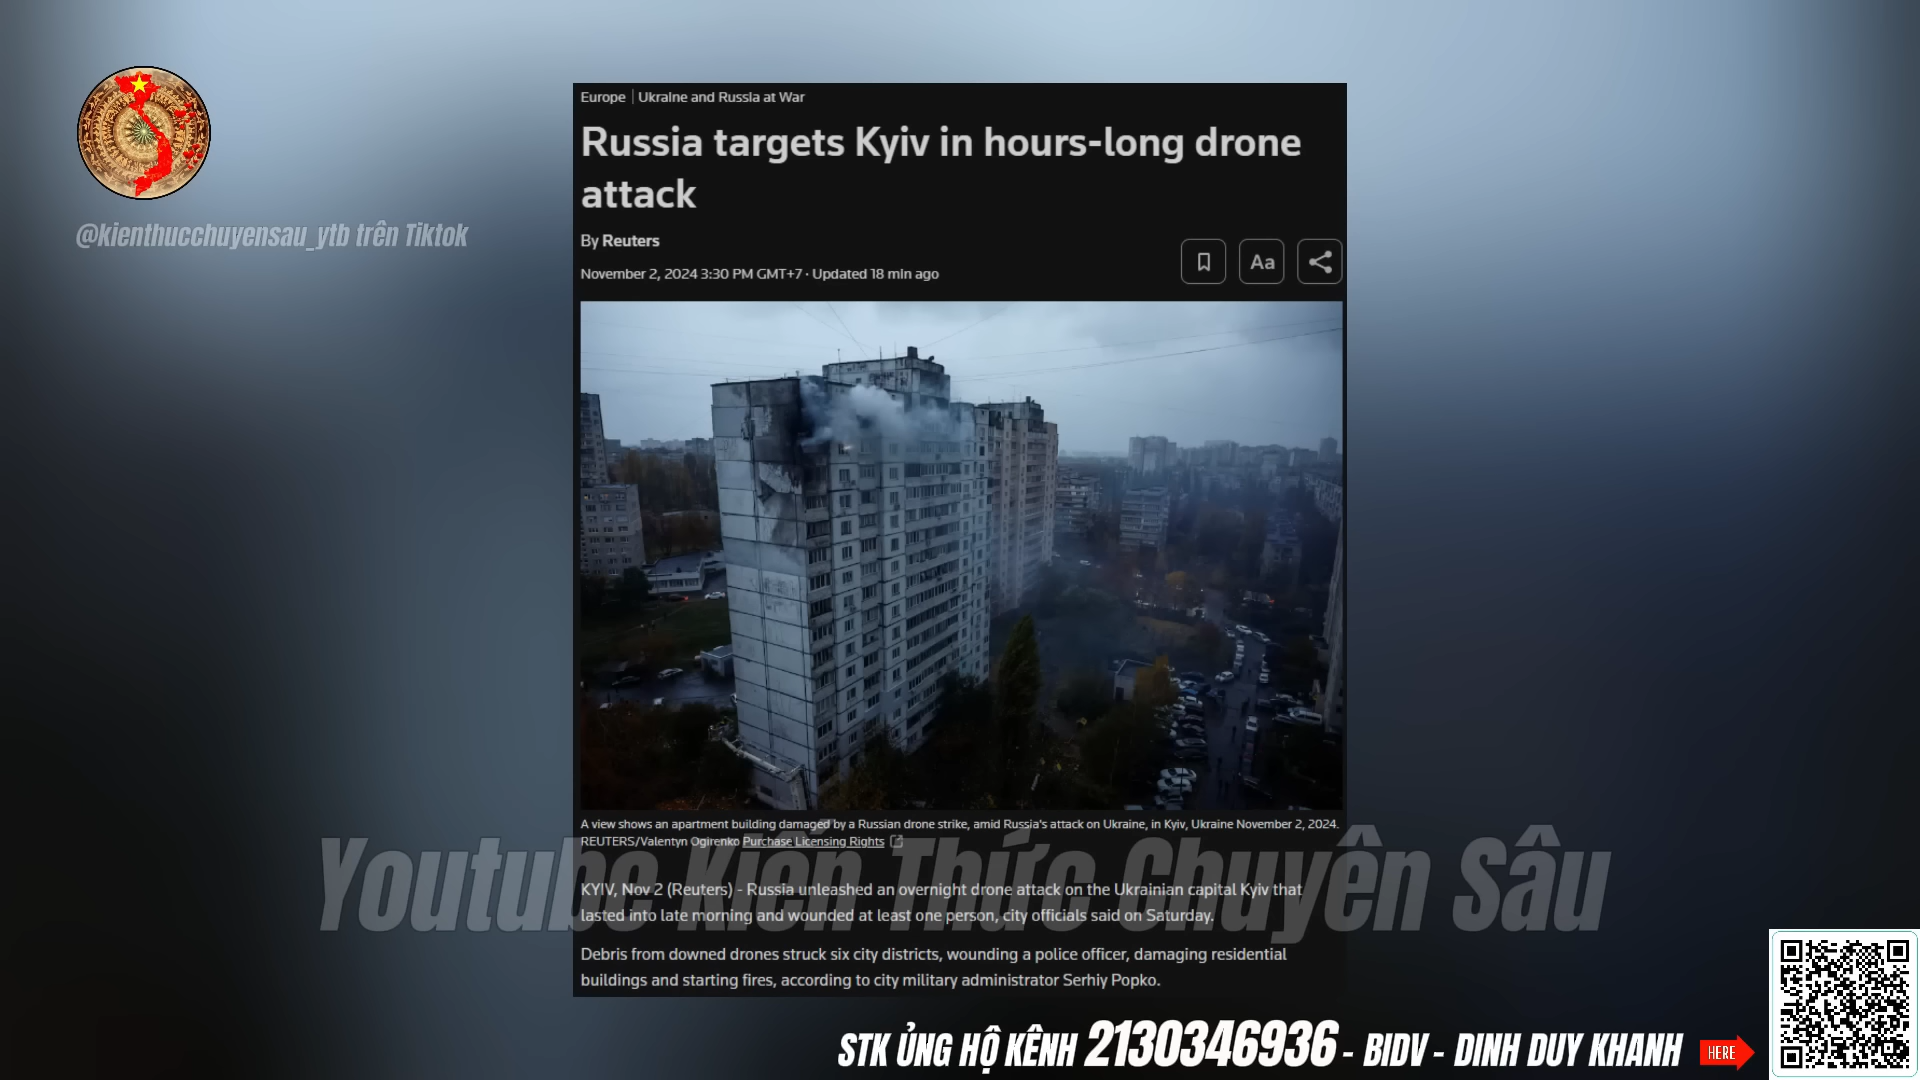 Europe | Ukraine and Russia at War
Russia targets Kyiv in hours-long drone
attack
By Reuters
November 2, 2024 3:30 PM GMT+7 · Updated 18 min ago
Aa
@kienthucchuyensau_ytb trên Tiktok
A view shows an apartment building damaged by a Russian drone strike, amid Russia's attack on Ukraine, in Kyiv, Ukraine November 2, 2024.
REUTERS/Valentyn Ogirenko Purchase Licensing Rights
Youtube Kiến Thức Chuyên Sâu
KYIV, Nov 2 (Reuters) - Russia unleashed an overnight drone attack on the Ukrainian capital Kyiv that
lasted into late morning and wounded at least one person, city officials said on Saturday.
Debris from downed drones struck six city districts, wounding a police officer, damaging residential
buildings and starting fires, according to city military administrator Serhiy Popko.
STK ỦNG HỘ KÊNH 2130346936 - BIDV - DINH DUY KHANH
HERE